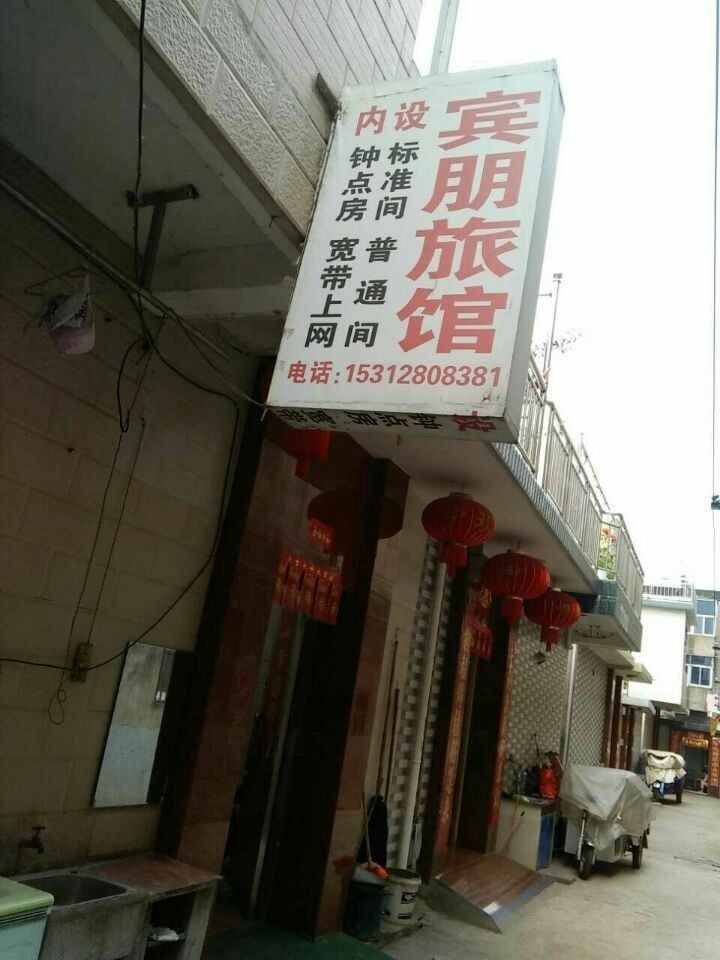 宾朋旅馆
内设
标准间 普通间
钟点房 宽带上网
电话:15312808381